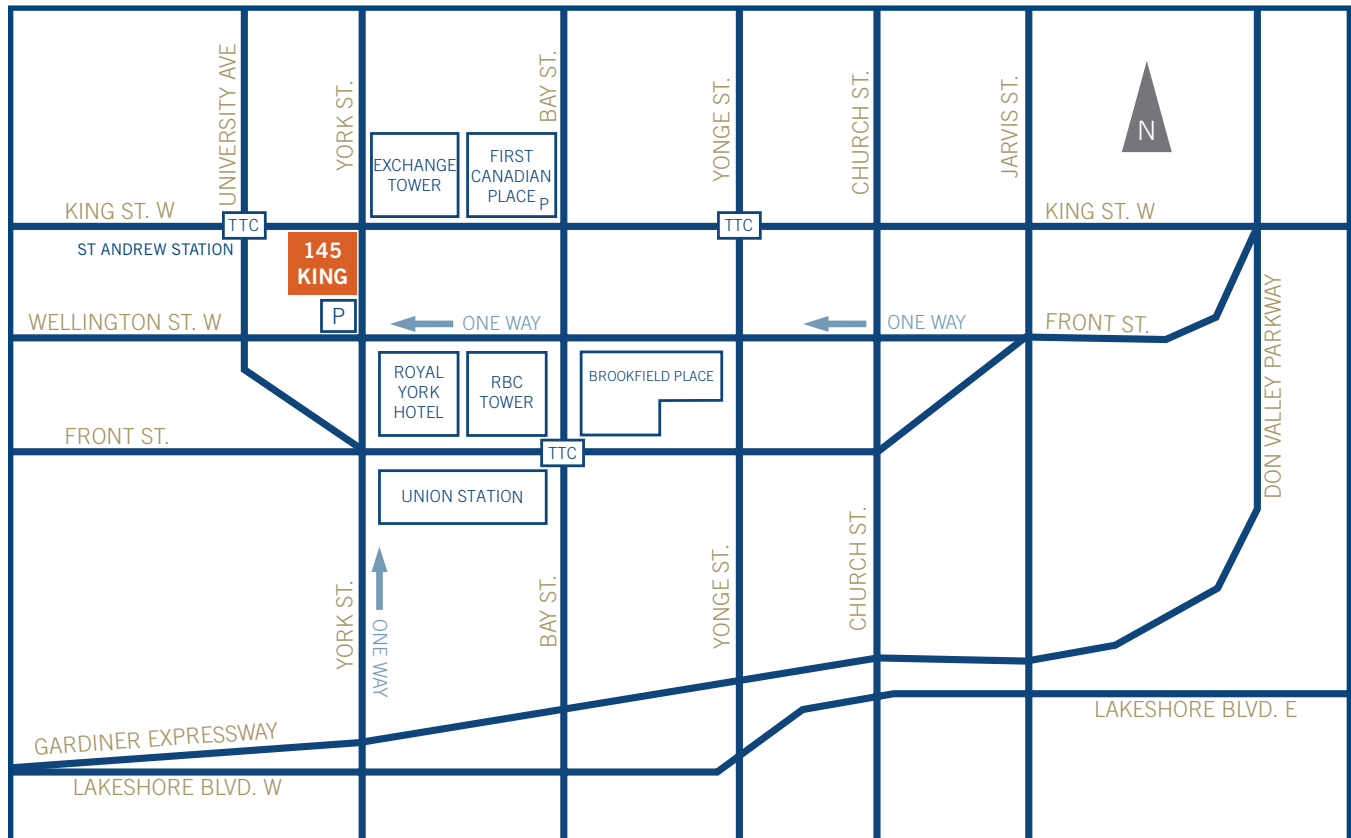 UNIVERSITY AVE
YORK ST.
BAY ST.
YONGE ST.
CHURCH ST.
JARVIS ST.
N
EXCHANGE
TOWER
FIRST
CANADIAN
PLACE
P
KING ST. W
TTC
TTC
KING ST. W
ST ANDREW STATION
145
KING
P
WELLINGTON ST. W
ONE WAY
ONE WAY
FRONT ST.
DON VALLEY PARKWAY
ROYAL
YORK
HOTEL
RBC
TOWER
BROOKFIELD PLACE
FRONT ST.
TTC
UNION STATION
YORK ST.
ONE WAY
BAY ST.
YONGE ST.
CHURCH ST.
GARDINER EXPRESSWAY
LAKESHORE BLVD. E
LAKESHORE BLVD. W